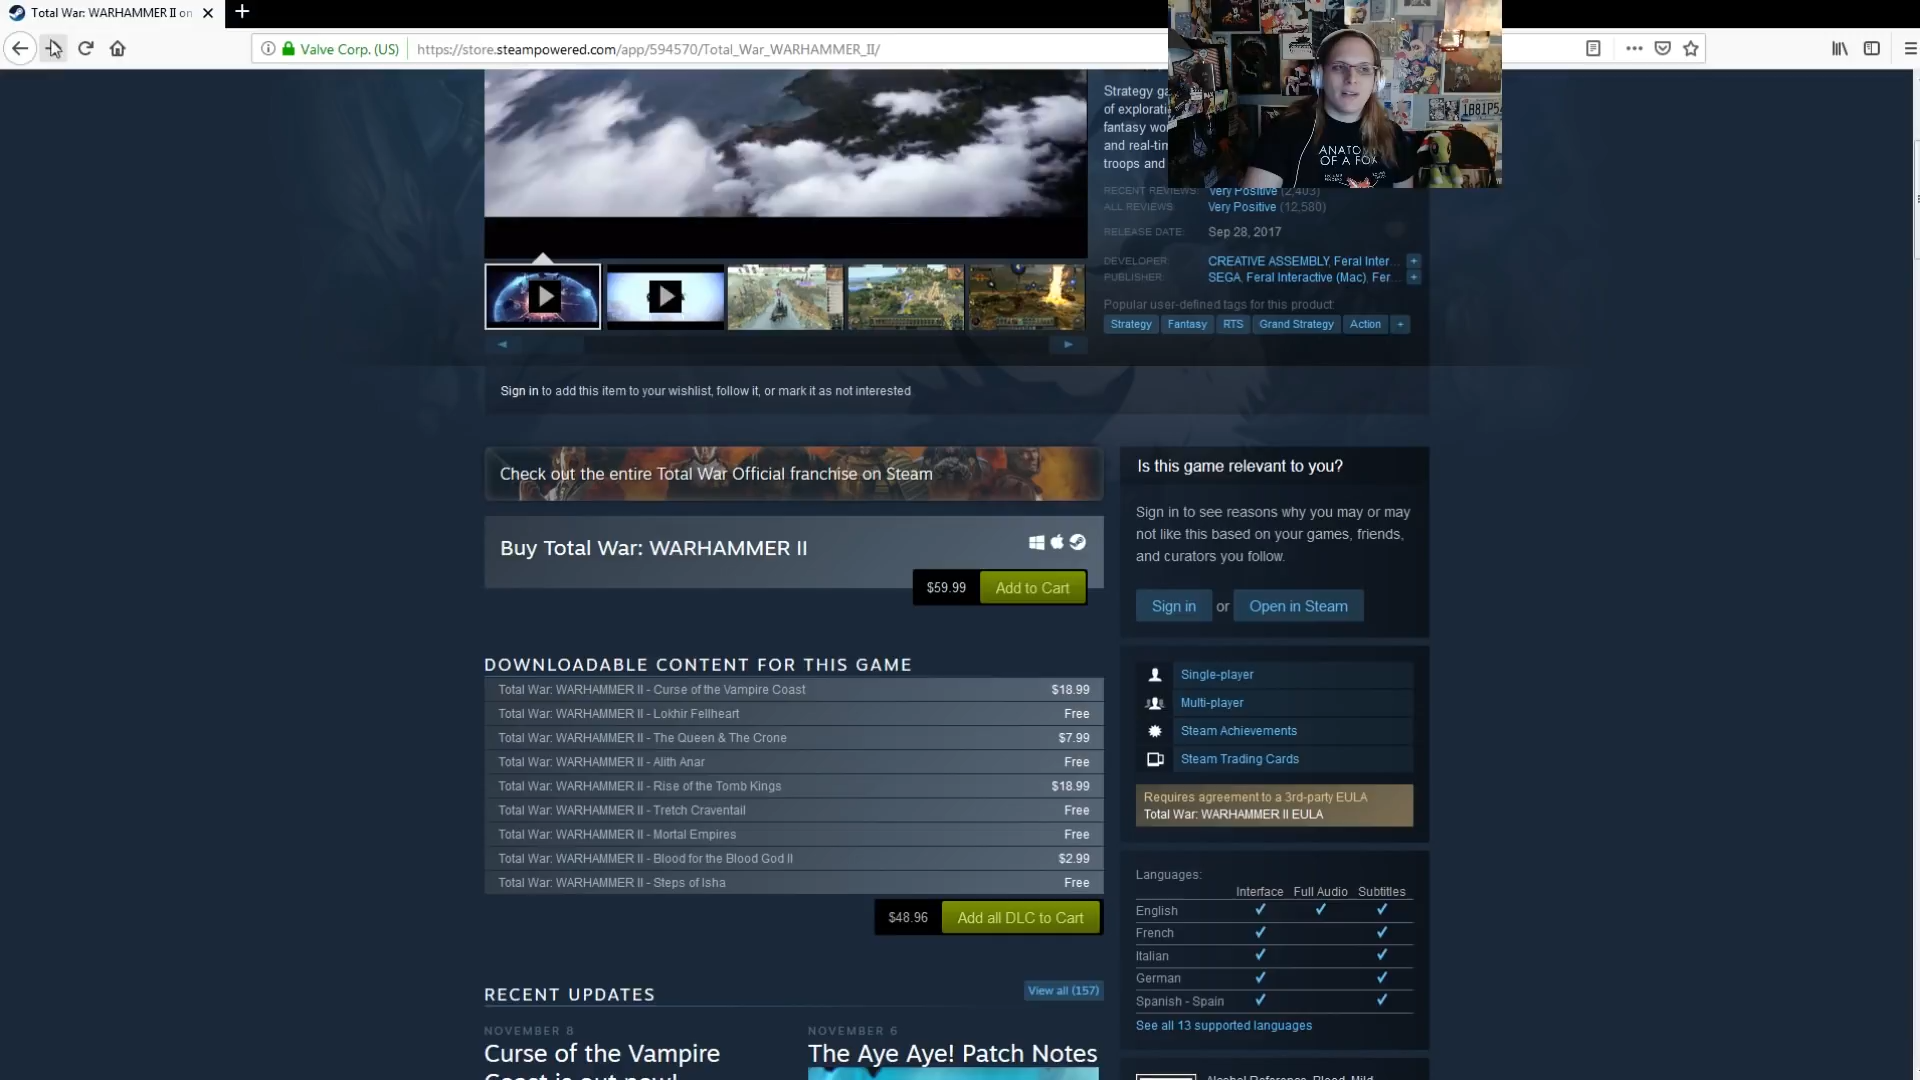 Total War: WARHAMMER II on
Valve Corp. (US)
https://store.steampowered.com/app/594570/Total_War_WARHAMMER_II/
Strategy ga
of explorati
fantasy wo
and real-tim
troops and
ANATOMY
OF A FOX
1881P5
RECENT REVIEWS: Very Positive (2,403)
ALL REVIEWS: Very Positive (12,580)
RELEASE DATE: Sep 28, 2017
DEVELOPER: CREATIVE ASSEMBLY, Feral Inter... +
PUBLISHER: SEGA, Feral Interactive (Mac), Fer... +
Popular user-defined tags for this product:
Strategy Fantasy RTS Grand Strategy Action +
Sign in to add this item to your wishlist, follow it, or mark it as not interested
Check out the entire Total War Official franchise on Steam
Buy Total War: WARHAMMER II
$59.99 Add to Cart
DOWNLOADABLE CONTENT FOR THIS GAME
Total War: WARHAMMER II - Curse of the Vampire Coast $18.99
Total War: WARHAMMER II - Lokhir Fellheart Free
Total War: WARHAMMER II - The Queen & The Crone $7.99
Total War: WARHAMMER II - Alith Anar Free
Total War: WARHAMMER II - Rise of the Tomb Kings $18.99
Total War: WARHAMMER II - Tretch Craventail Free
Total War: WARHAMMER II - Mortal Empires Free
Total War: WARHAMMER II - Blood for the Blood God II $2.99
Total War: WARHAMMER II - Steps of Isha Free
$48.96 Add all DLC to Cart
RECENT UPDATES View all (157)
NOVEMBER 8
Curse of the Vampire
Coast is out now!
NOVEMBER 6
The Aye Aye! Patch Notes
Is this game relevant to you?
Sign in to see reasons why you may or may
not like this based on your games, friends,
and curators you follow.
Sign in or Open in Steam
Single-player
Multi-player
Steam Achievements
Steam Trading Cards
Requires agreement to a 3rd-party EULA
Total War: WARHAMMER II EULA
Languages:
Interface Full Audio Subtitles
English ✓ ✓ ✓
French ✓ ✓
Italian ✓ ✓
German ✓ ✓
Spanish - Spain ✓ ✓
See all 13 supported languages
Alcohol Reference, Blood, Mild